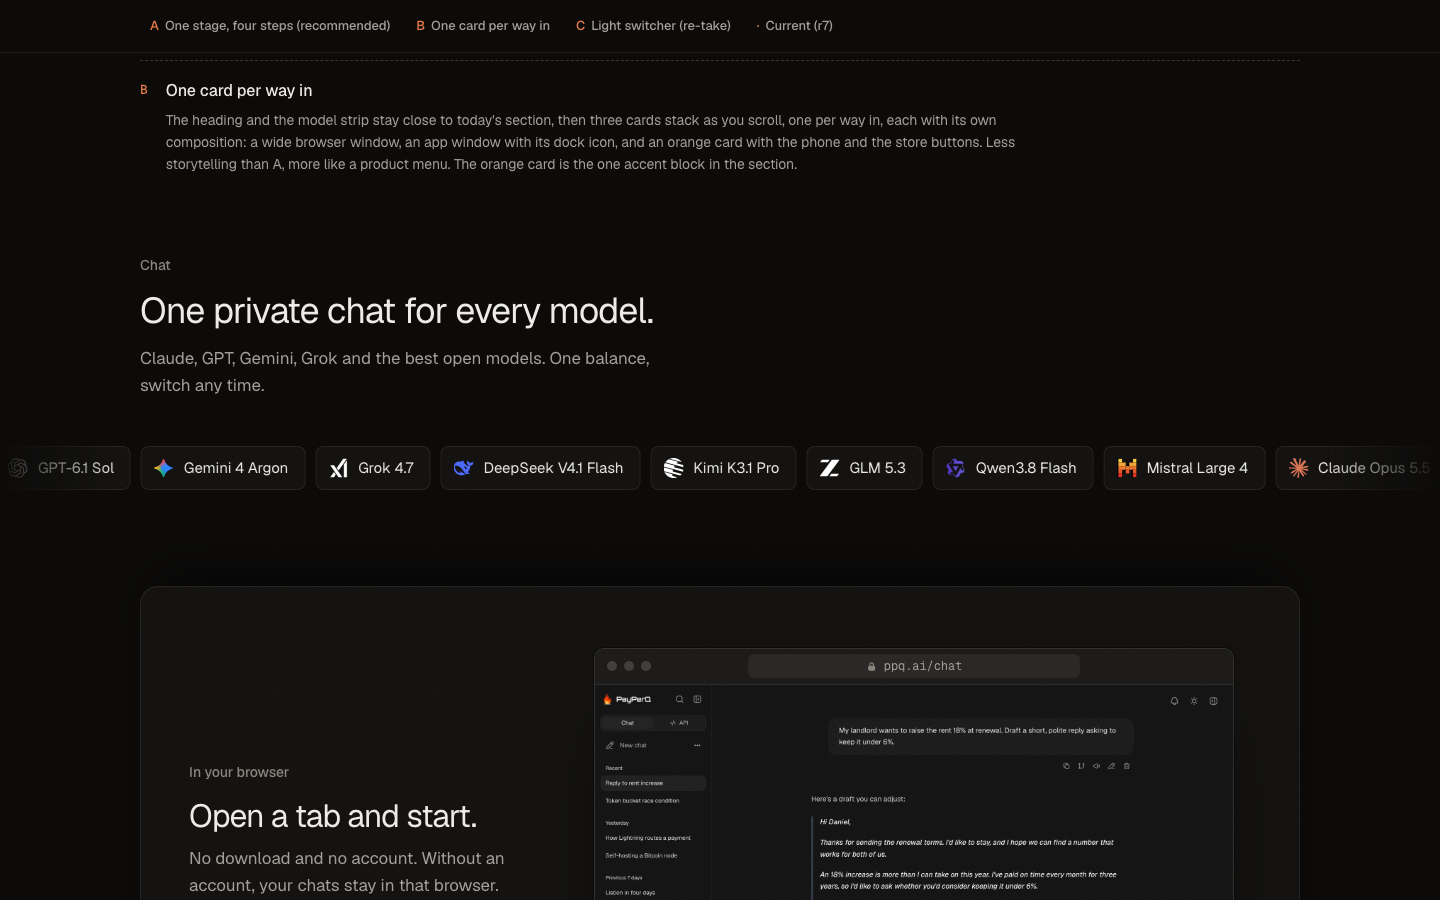 A One stage, four steps (recommended) B One card per way in C Light switcher (re-take) · Current (r7)
B One card per way in
The heading and the model strip stay close to today's section, then three cards stack as you scroll, one per way in, each with its own
composition: a wide browser window, an app window with its dock icon, and an orange card with the phone and the store buttons. Less
storytelling than A, more like a product menu. The orange card is the one accent block in the section.
Chat
One private chat for every model.
Claude, GPT, Gemini, Grok and the best open models. One balance,
switch any time.
GPT-6.1 Sol Gemini 4 Argon Grok 4.7 DeepSeek V4.1 Flash Kimi K3.1 Pro GLM 5.3 Qwen3.8 Flash Mistral Large 4 Claude Opus 5.5
In your browser
Open a tab and start.
No download and no account. Without an
account, your chats stay in that browser.
ppq.ai/chat
PayPerQ
Chat API
New chat
Recent
Reply to rent increase
Token bucket race condition
Yesterday
How Lightning routes a payment
Self-hosting a Bitcoin node
Previous 7 days
Lisbon in four days
My landlord wants to raise the rent 18% at renewal. Draft a short, polite reply asking to
keep it under 6%.
Here's a draft you can adjust:
Hi Daniel,
Thanks for sending the renewal terms. I'd like to stay, and I hope we can find a number that
works for both of us.
An 18% increase is more than I can take on this year. I've paid on time every month for three
years, so I'd like to ask whether you'd consider keeping it under 6%.